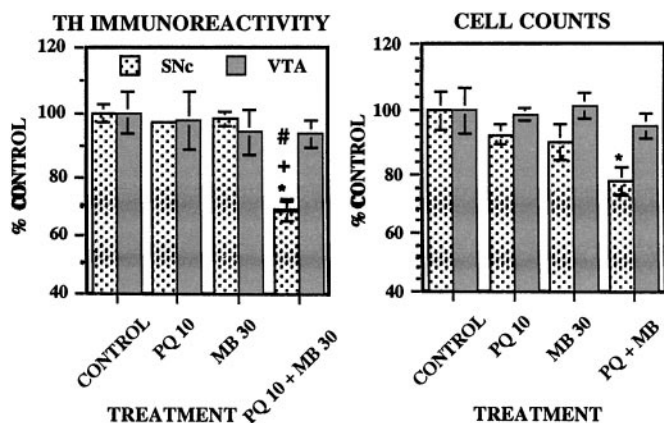 TH IMMUNOREACTIVITY
120
100
80
60
40
% CONTROL
SNc
VTA
#
+
*
CONTROL
PQ 10
MB 30
PQ 10 + MB 30
TREATMENT
CELL COUNTS
120
100
80
60
40
% CONTROL
*
CONTROL
PQ 10
MB 30
PQ + MB
TREATMENT